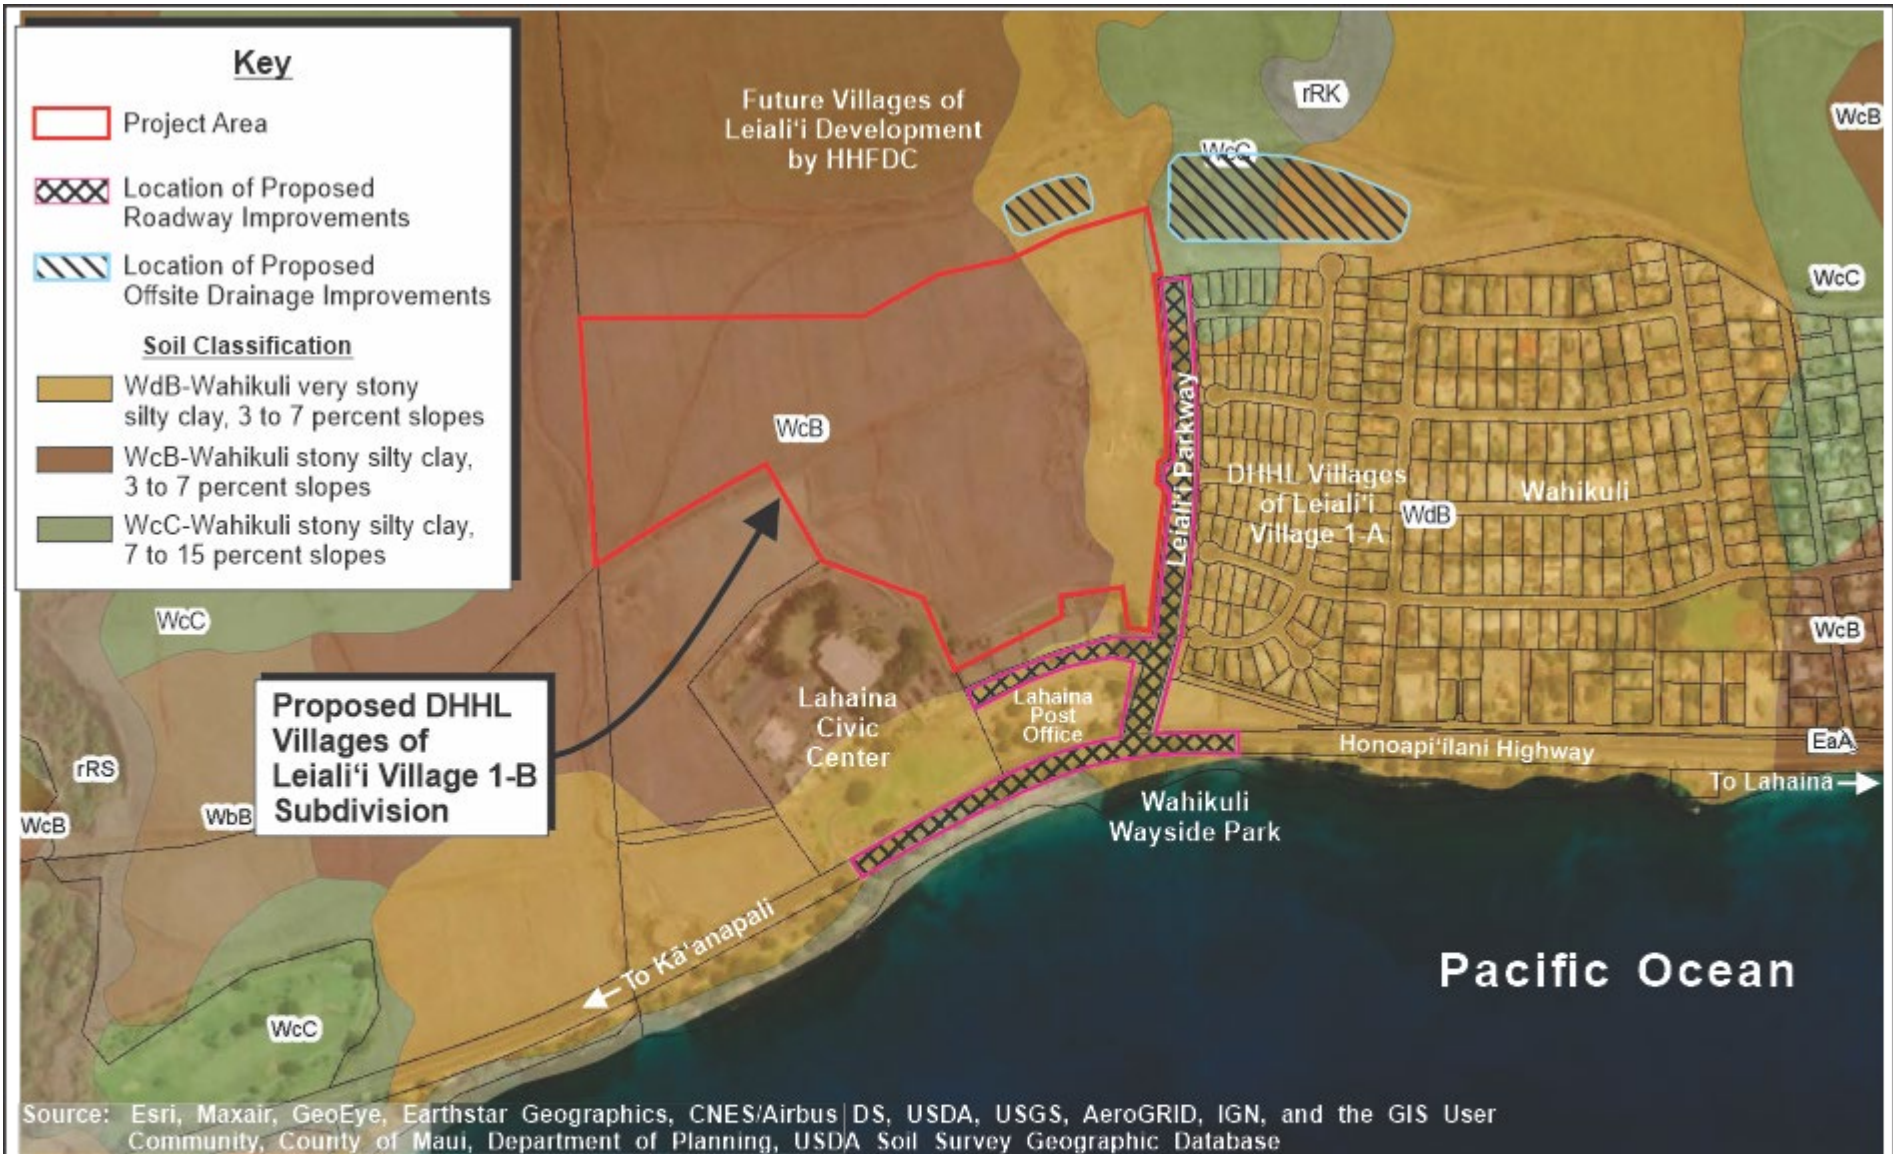 Key
Project Area
Location of Proposed
Roadway Improvements
Location of Proposed
Offsite Drainage Improvements
Soil Classification
WdB-Wahikuli very stony
silty clay, 3 to 7 percent slopes
WcB-Wahikuli stony silty clay,
3 to 7 percent slopes
WcC-Wahikuli stony silty clay,
7 to 15 percent slopes
Future Villages of
Leiali‘i Development
by HHFDC
rRK
WcB
WcC
WcC
WcB
Leiali‘i Parkway
DHHL Villages
of Leiali‘i
Village 1-A
WdB
Wahikuli
WcC
WcB
Proposed DHHL
Villages of
Leiali‘i Village 1-B
Subdivision
Lahaina
Civic
Center
Lahaina
Post
Office
Honoapi‘ilani Highway
EaA
To Lahaina
rRS
WcB
WbB
Wahikuli
Wayside Park
To Kā‘anapali
Pacific Ocean
WcC
Source: Esri, Maxair, GeoEye, Earthstar Geographics, CNES/Airbus DS, USDA, USGS, AeroGRID, IGN, and the GIS User
Community, County of Maui, Department of Planning, USDA Soil Survey Geographic Database